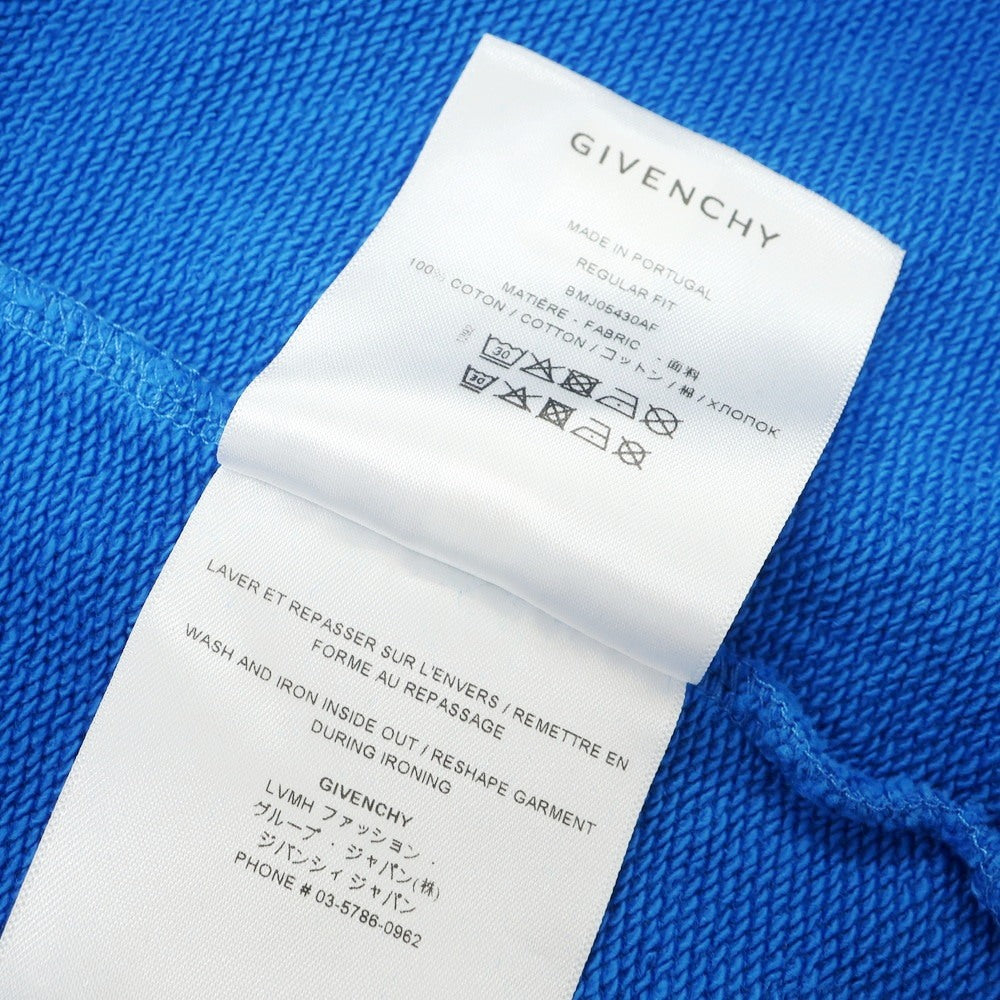 GIVENCHY
MADE IN PORTUGAL
REGULAR FIT
BMJ05430AF
MATIÈRE - FABRIC - 面料
100% COTON / COTTON / コットン / 棉 / ХЛОПОК
30
30
LAVER ET REPASSER SUR L'ENVERS / REMETTRE EN
FORME AU REPASSAGE
WASH AND IRON INSIDE OUT / RESHAPE GARMENT
DURING IRONING
GIVENCHY
LVMH ファッション・
グループ・ジャパン(株)
ジバンシィ ジャパン
PHONE # 03-5786-0962